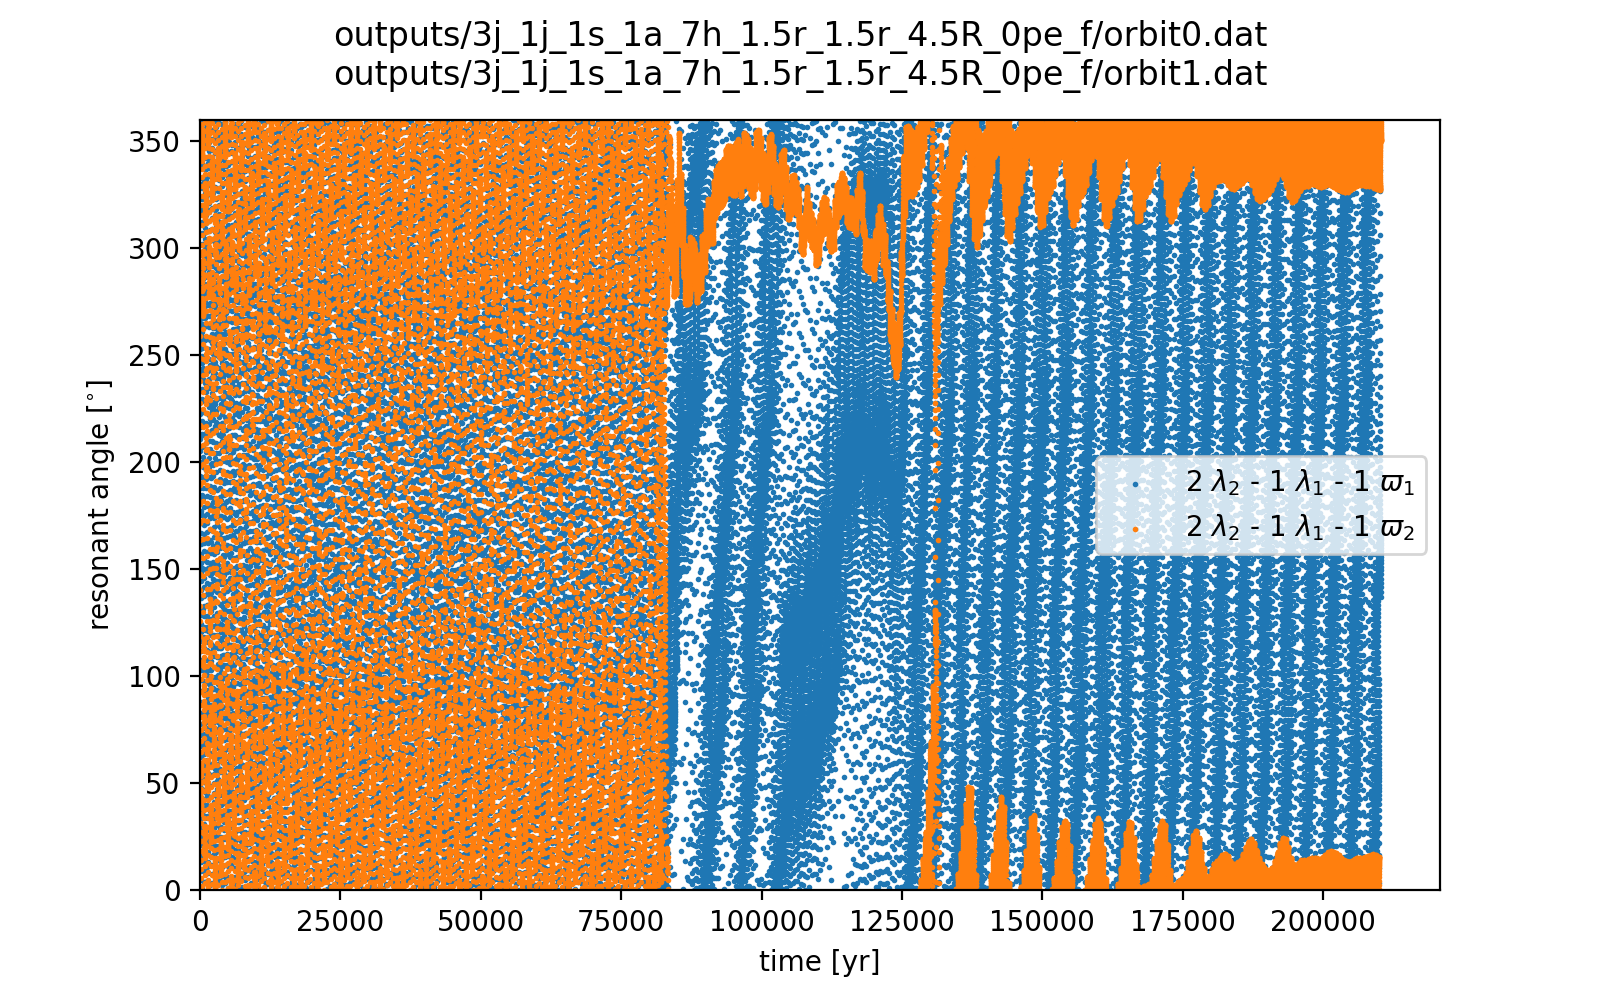 outputs/3j_1j_1s_1a_7h_1.5r_1.5r_4.5R_0pe_f/orbit0.dat
outputs/3j_1j_1s_1a_7h_1.5r_1.5r_4.5R_0pe_f/orbit1.dat
350
300
250
200
150
100
50
0
resonant angle [°]
2 λ₂ - 1 λ₁ - 1 ϖ₁
2 λ₂ - 1 λ₁ - 1 ϖ₂
0 25000 50000 75000 100000 125000 150000 175000 200000
time [yr]